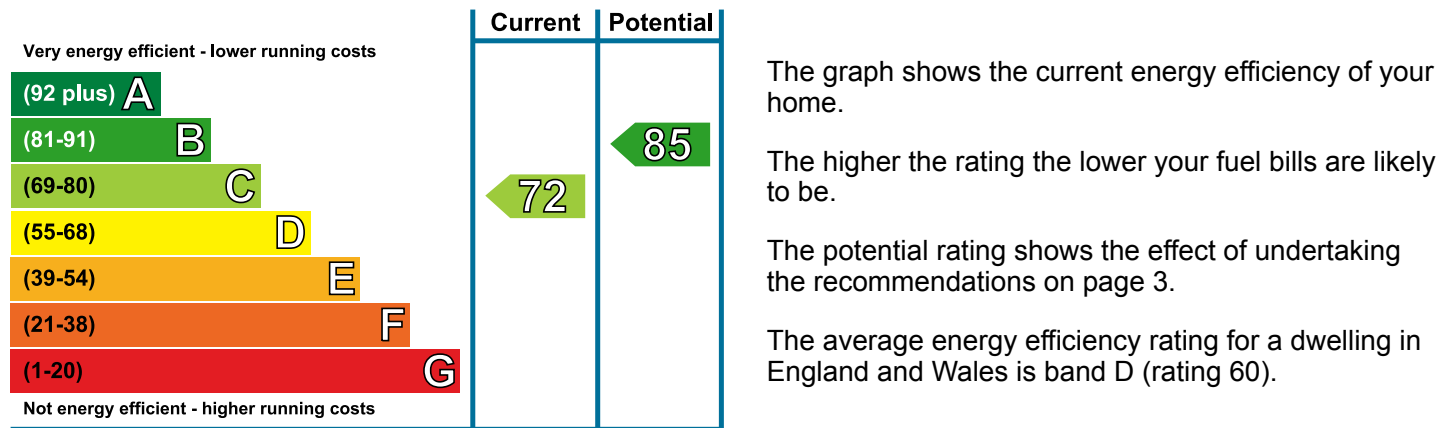 Current Potential
Very energy efficient - lower running costs
(92 plus) A
(81-91) B
(69-80) C
(55-68) D
(39-54) E
(21-38) F
(1-20) G
Not energy efficient - higher running costs
72
85
The graph shows the current energy efficiency of your
home.
The higher the rating the lower your fuel bills are likely
to be.
The potential rating shows the effect of undertaking
the recommendations on page 3.
The average energy efficiency rating for a dwelling in
England and Wales is band D (rating 60).